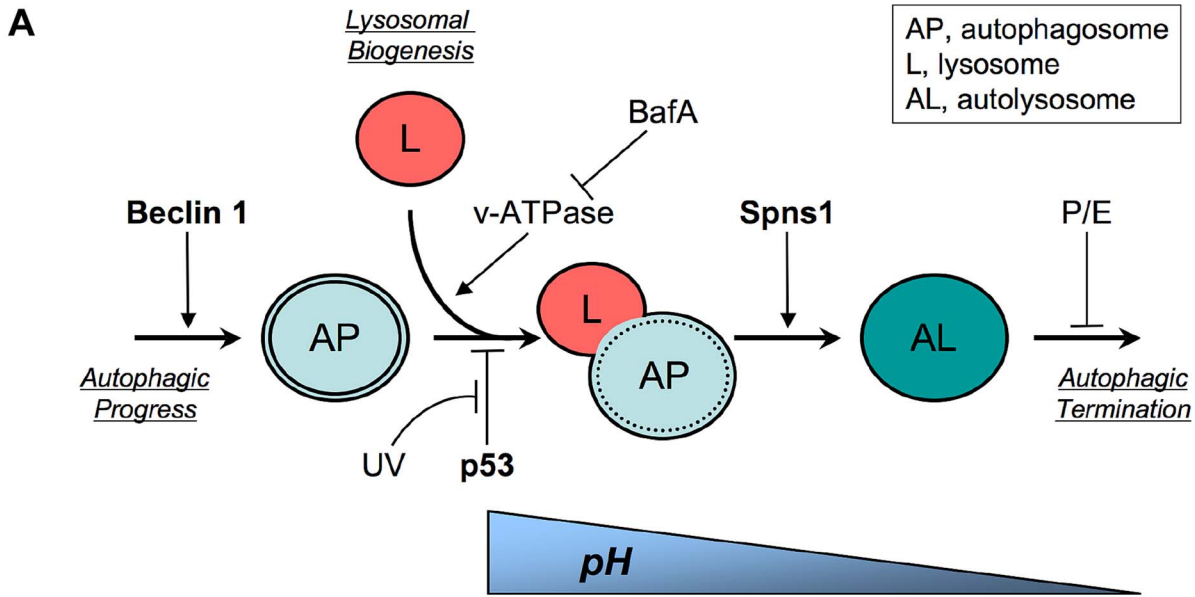 A
Lysosomal
Biogenesis
AP, autophagosome
L, lysosome
AL, autolysosome
L
BafA
Beclin 1
v-ATPase
Spns1
P/E
AP
L
AP
AL
Autophagic
Progress
Autophagic
Termination
UV
p53
pH